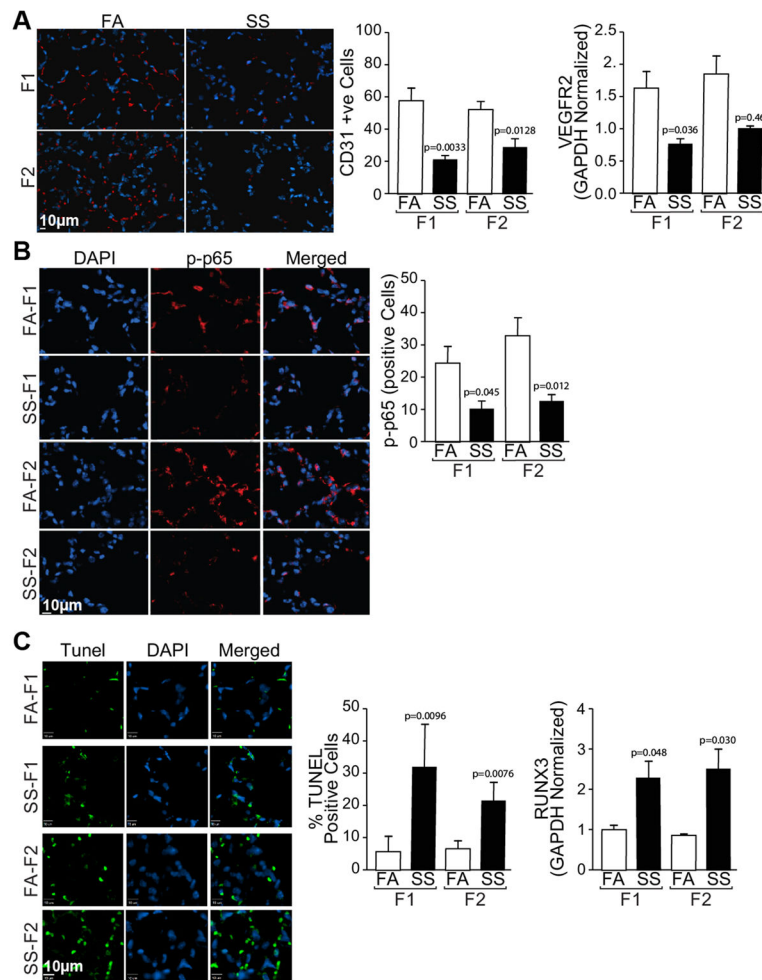 A
FA SS
F1
F2
10µm
CD31 +ve Cells
100
80
60
40
20
0
p=0.0033
p=0.0128
FA SS FA SS
F1 F2
VEGFR2
(GAPDH Normalized)
2.5
2.0
1.5
1.0
0.5
0.0
p=0.036
p=0.46
FA SS FA SS
F1 F2
B
DAPI p-p65 Merged
FA-F1
SS-F1
FA-F2
SS-F2
10µm
p-p65 (positive Cells)
50
40
30
20
10
0
p=0.045
p=0.012
FA SS FA SS
F1 F2
C
Tunel DAPI Merged
FA-F1
SS-F1
FA-F2
SS-F2
10µm
% TUNEL
Positive Cells
50
40
30
20
10
0
p=0.0096
p=0.0076
FA SS FA SS
F1 F2
RUNX3
(GAPDH Normalized)
4
3
2
1
0
p=0.048
p=0.030
FA SS FA SS
F1 F2